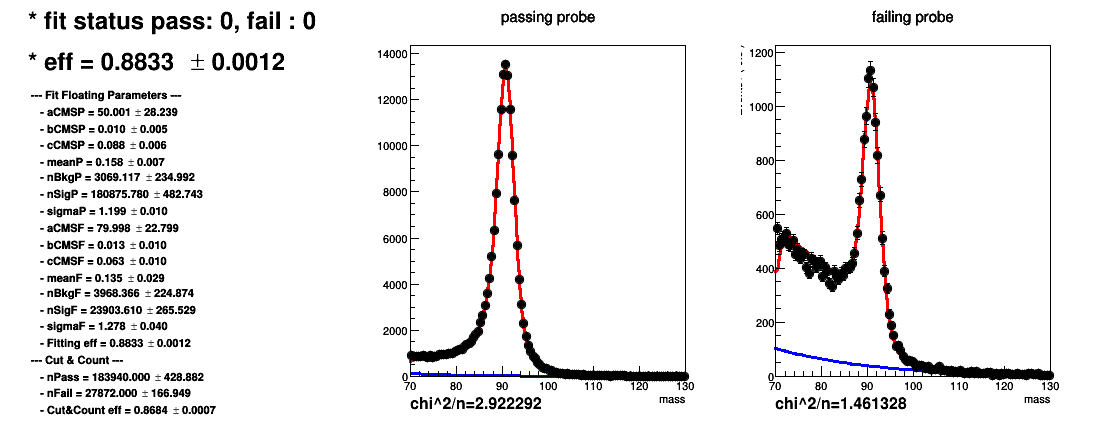 * fit status pass: 0, fail : 0
* eff = 0.8833 ± 0.0012
--- Fit Floating Parameters ---
- aCMSP = 50.001 ± 28.239
- bCMSP = 0.010 ± 0.005
- cCMSP = 0.088 ± 0.006
- meanP = 0.158 ± 0.007
- nBkgP = 3069.117 ± 234.992
- nSigP = 180875.780 ± 482.743
- sigmaP = 1.199 ± 0.010
- aCMSF = 79.998 ± 22.799
- bCMSF = 0.013 ± 0.010
- cCMSF = 0.063 ± 0.010
- meanF = 0.135 ± 0.029
- nBkgF = 3968.366 ± 224.874
- nSigF = 23903.610 ± 265.529
- sigmaF = 1.278 ± 0.040
- Fitting eff = 0.8833 ± 0.0012
--- Cut & Count ---
- nPass = 183940.000 ± 428.882
- nFail = 27872.000 ± 166.949
- Cut&Count eff = 0.8684 ± 0.0007
passing probe
14000
12000
10000
8000
6000
4000
2000
0
70 80 90 100 110 120 130
mass
chi^2/n=2.922292
failing probe
1200
1000
800
600
400
200
0
70 80 90 100 110 120 130
mass
chi^2/n=1.461328